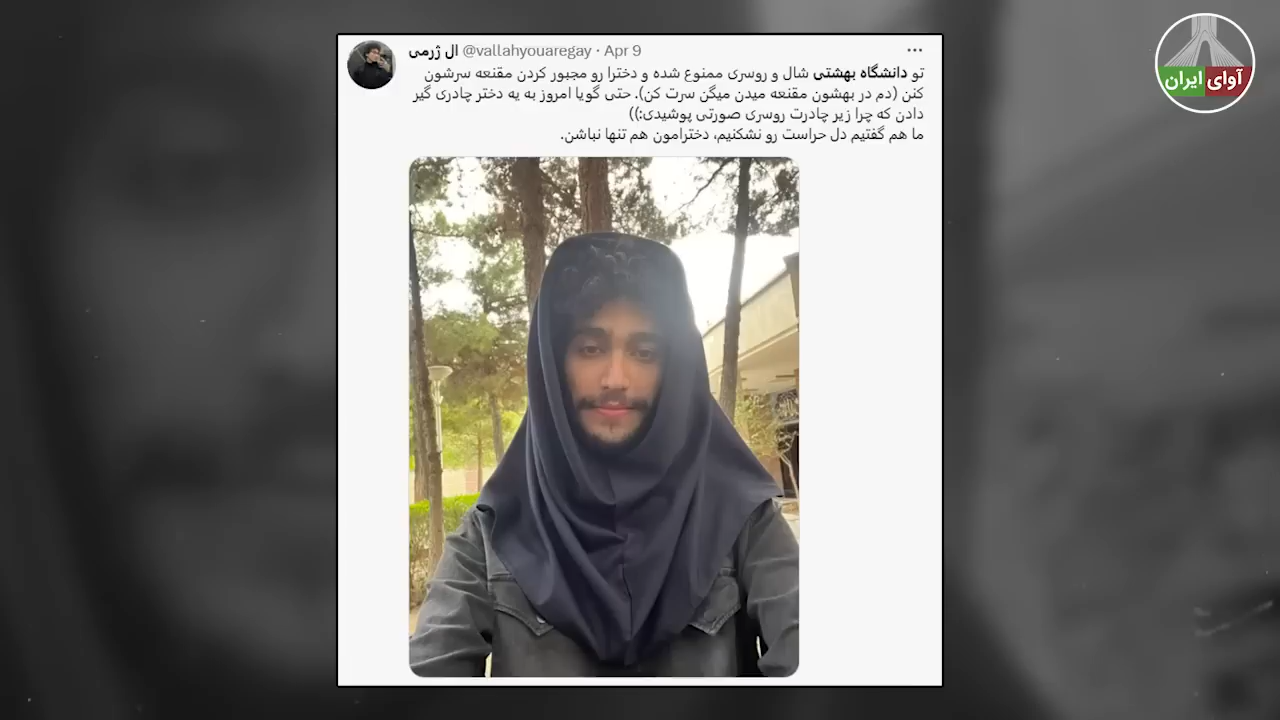 ال ژرمی @vallahyouaregay · Apr 9
تو دانشگاه بهشتی شال و روسری ممنوع شده و دخترا رو مجبور کردن مقنعه سرشون
کنن (دم در بهشون مقنعه میدن میگن سرت کن). حتی گویا امروز به یه دختر چادری گیر
دادن که چرا زیر چادرت روسری صورتی پوشیدی:))
ما هم گفتیم دل حراست رو نشکنیم، دخترامون هم تنها نباشن.
آوای ایران